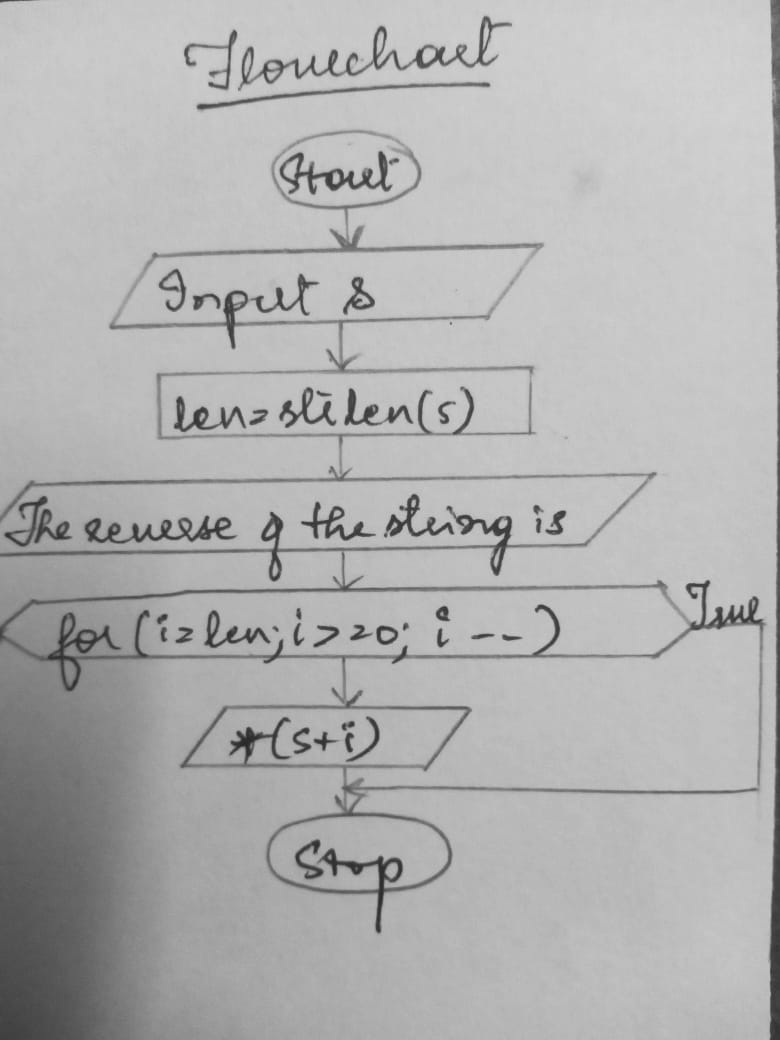 Flowchart
Start
Input s
len=strlen(s)
The reverse of the string is
for (i=len; i>=0; i--)
True
*(s+i)
Stop